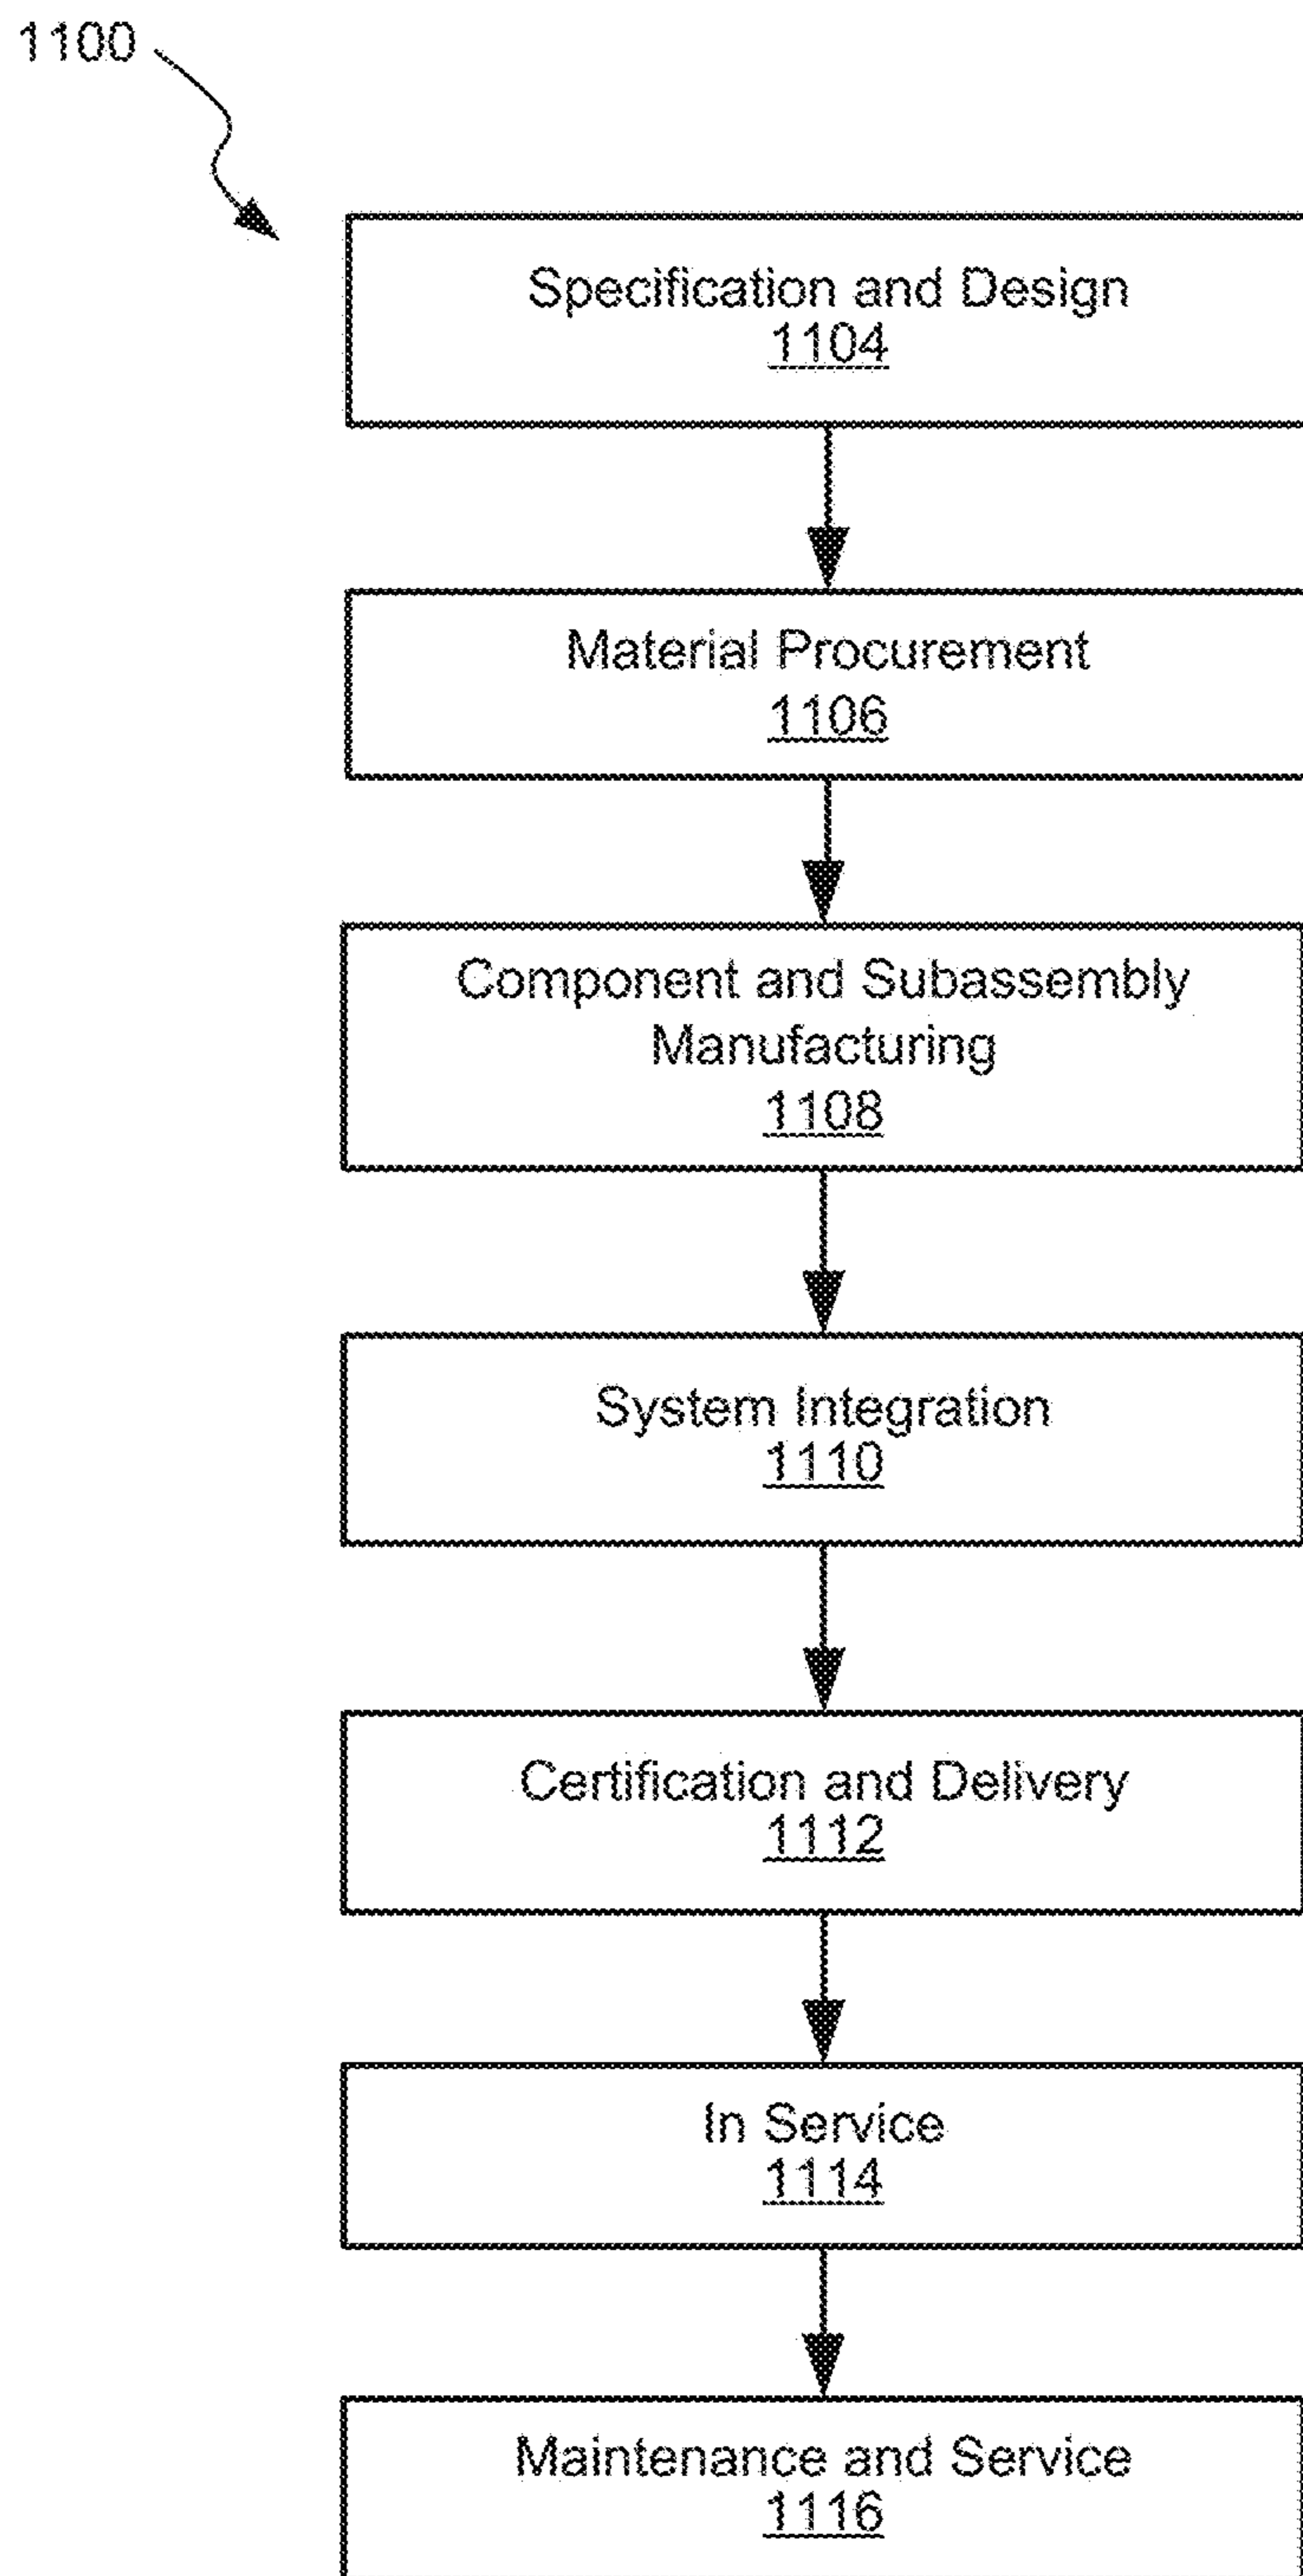 1100
Specification and Design
1104
Material Procurement
1106
Component and Subassembly
Manufacturing
1108
System Integration
1110
Certification and Delivery
1112
In Service
1114
Maintenance and Service
1116